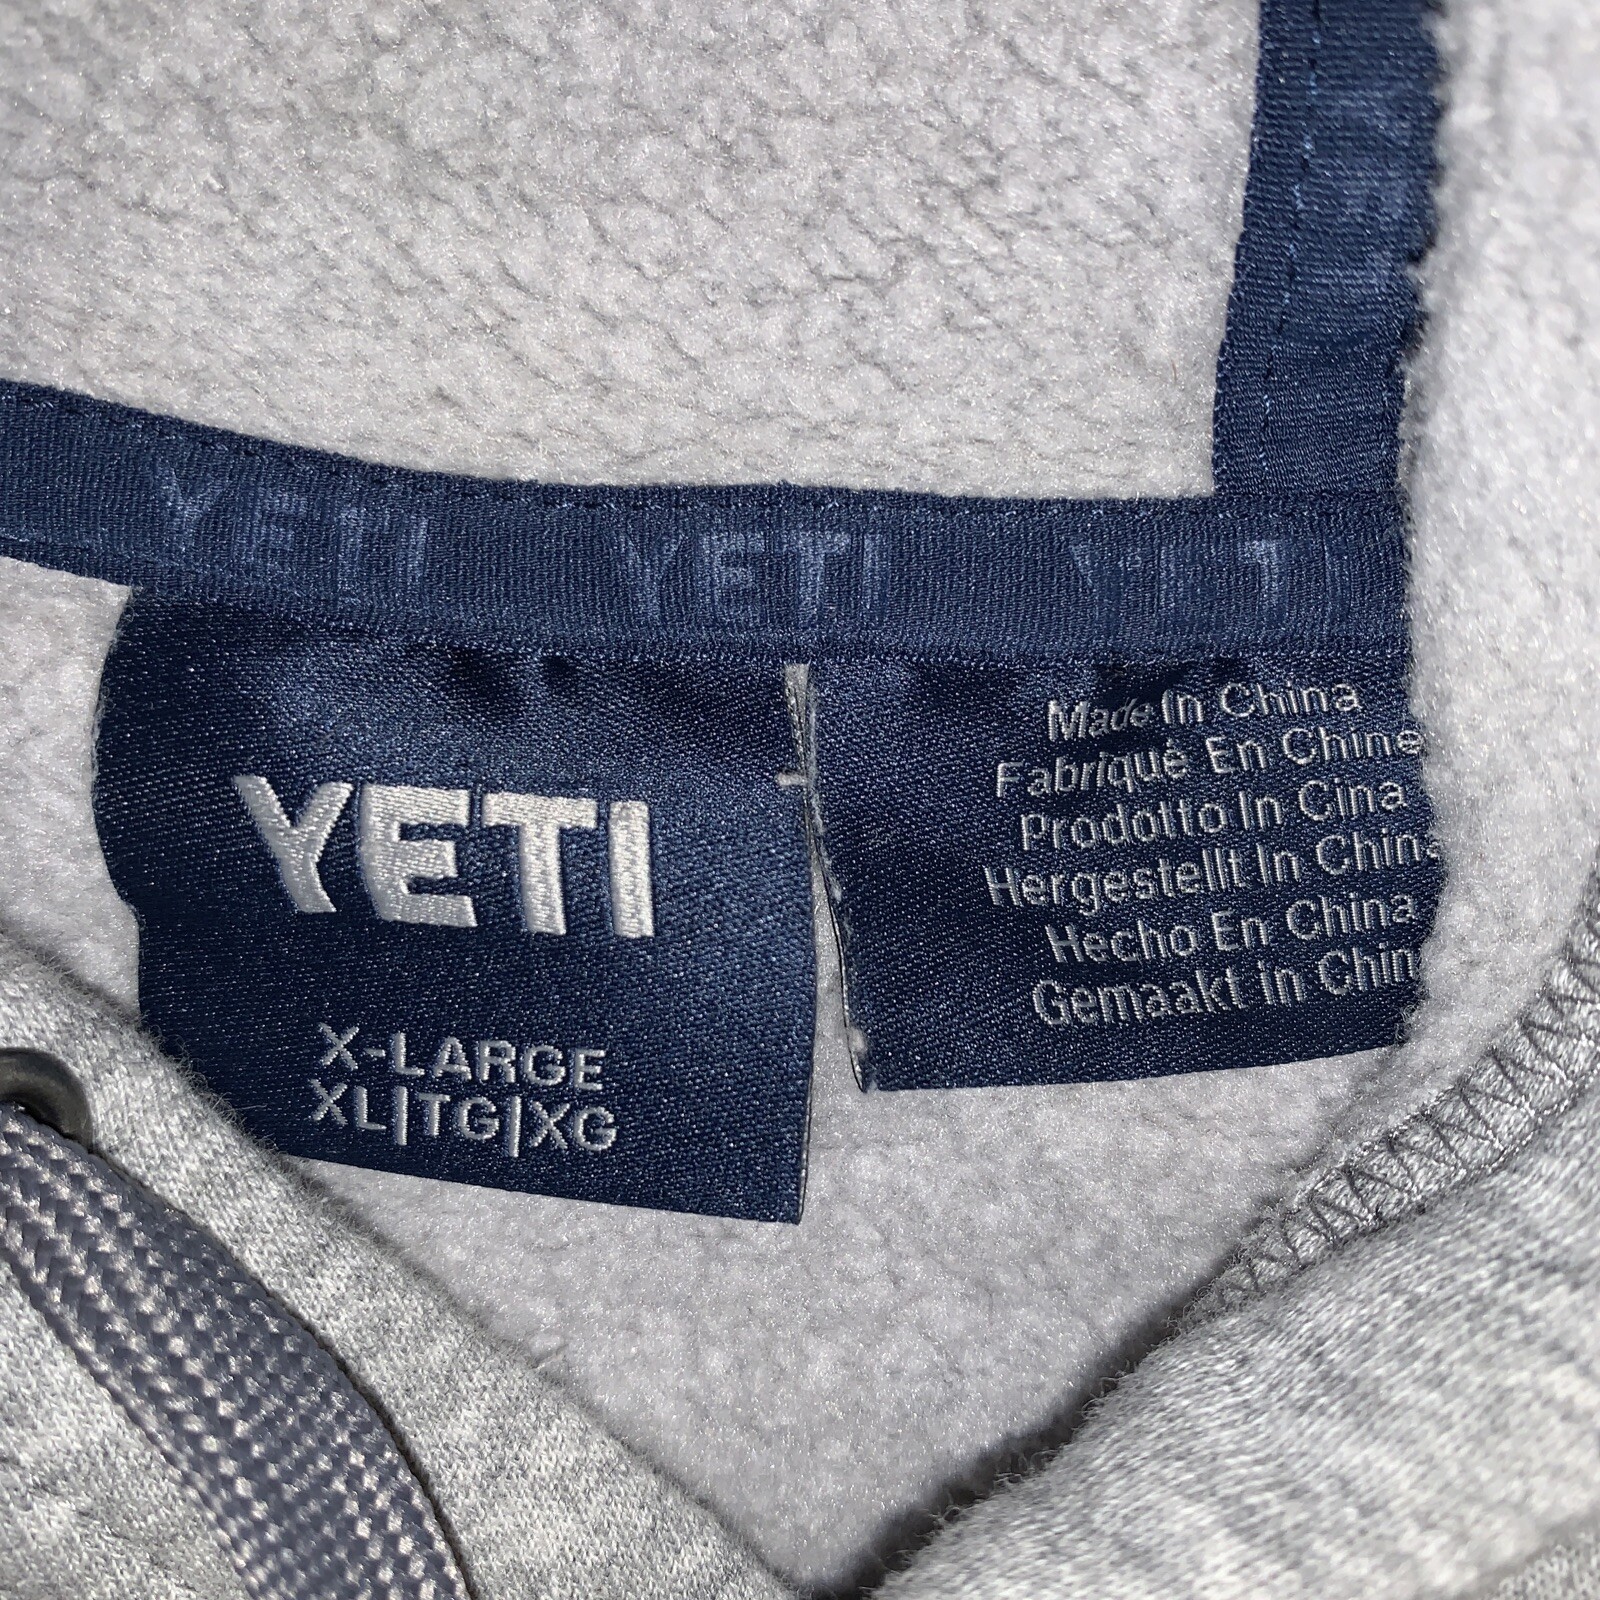 YETI YETI YETI
YETI
X-LARGE
XL|TG|XG
Made In China
Fabriqué En Chine
Prodotto In Cina
Hergestellt In China
Hecho En China
Gemaakt in China